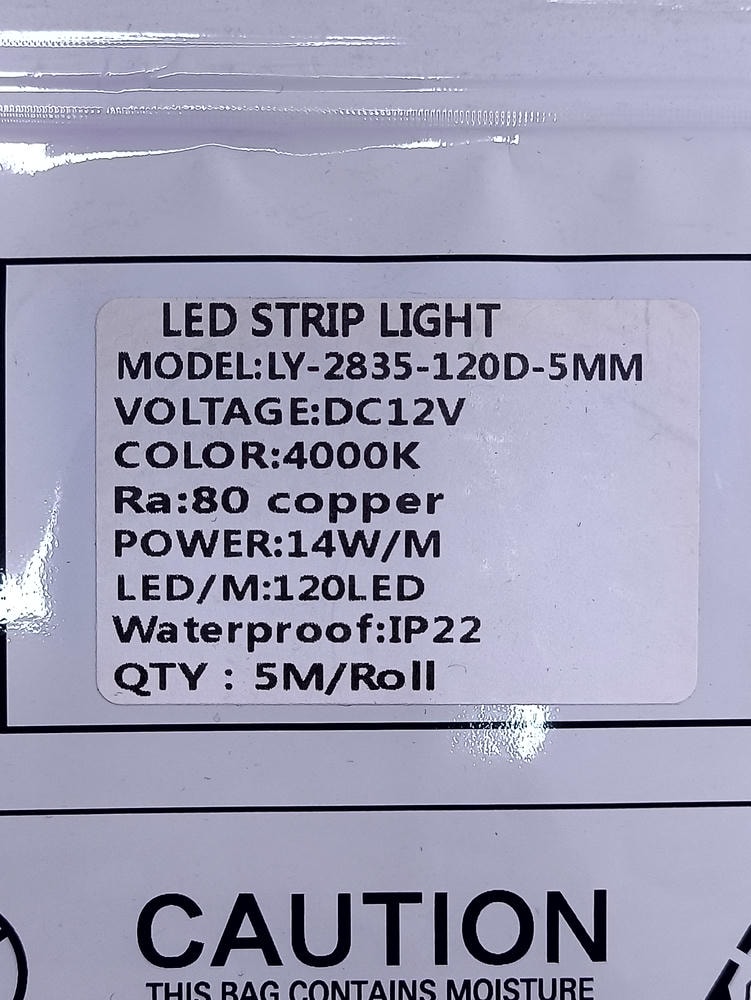 LED STRIP LIGHT
MODEL:LY-2835-120D-5MM
VOLTAGE:DC12V
COLOR:4000K
Ra:80 copper
POWER:14W/M
LED/M:120LED
Waterproof:IP22
QTY : 5M/Roll
CAUTION
THIS BAG CONTAINS MOISTURE